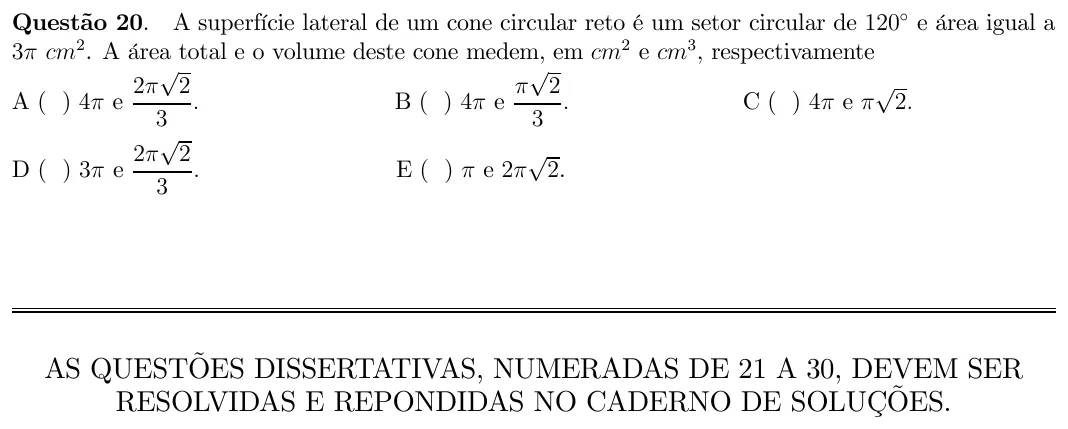 Questão 20. A superfície lateral de um cone circular reto é um setor circular de 120° e área igual a
3π cm². A área total e o volume deste cone medem, em cm² e cm³, respectivamente
A ( ) 4π e 2π√2/3. B ( ) 4π e π√2/3. C ( ) 4π e π√2.
D ( ) 3π e 2π√2/3. E ( ) π e 2π√2.
AS QUESTÕES DISSERTATIVAS, NUMERADAS DE 21 A 30, DEVEM SER
RESOLVIDAS E REPONDIDAS NO CADERNO DE SOLUÇÕES.